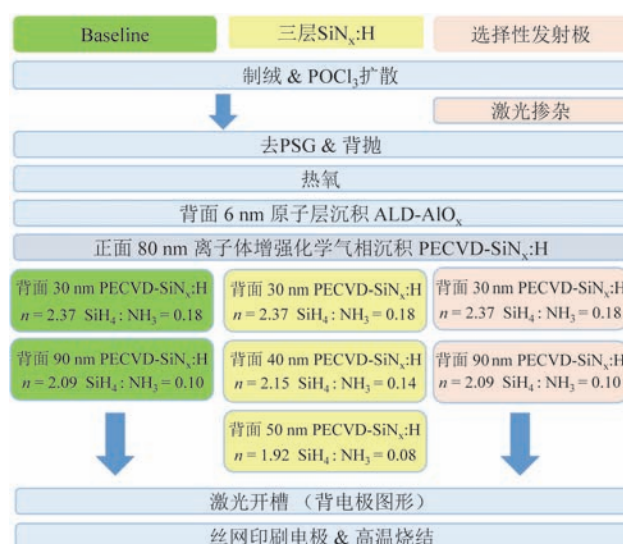 Baseline
三层SiNₓ:H
选择性发射极
制绒 & POCl₃扩散
激光掺杂
去PSG & 背抛
热氧
背面 6 nm 原子层沉积 ALD-AlOₓ
正面 80 nm 离子体增强化学气相沉积 PECVD-SiNₓ:H
背面 30 nm PECVD-SiNₓ:H
n = 2.37 SiH₄ : NH₃ = 0.18
背面 30 nm PECVD-SiNₓ:H
n = 2.37 SiH₄ : NH₃ = 0.18
背面 30 nm PECVD-SiNₓ:H
n = 2.37 SiH₄ : NH₃ = 0.18
背面 90 nm PECVD-SiNₓ:H
n = 2.09 SiH₄ : NH₃ = 0.10
背面 40 nm PECVD-SiNₓ:H
n = 2.15 SiH₄ : NH₃ = 0.14
背面 90 nm PECVD-SiNₓ:H
n = 2.09 SiH₄ : NH₃ = 0.10
背面 50 nm PECVD-SiNₓ:H
n = 1.92 SiH₄ : NH₃ = 0.08
激光开槽 （背电极图形）
丝网印刷电极 & 高温烧结